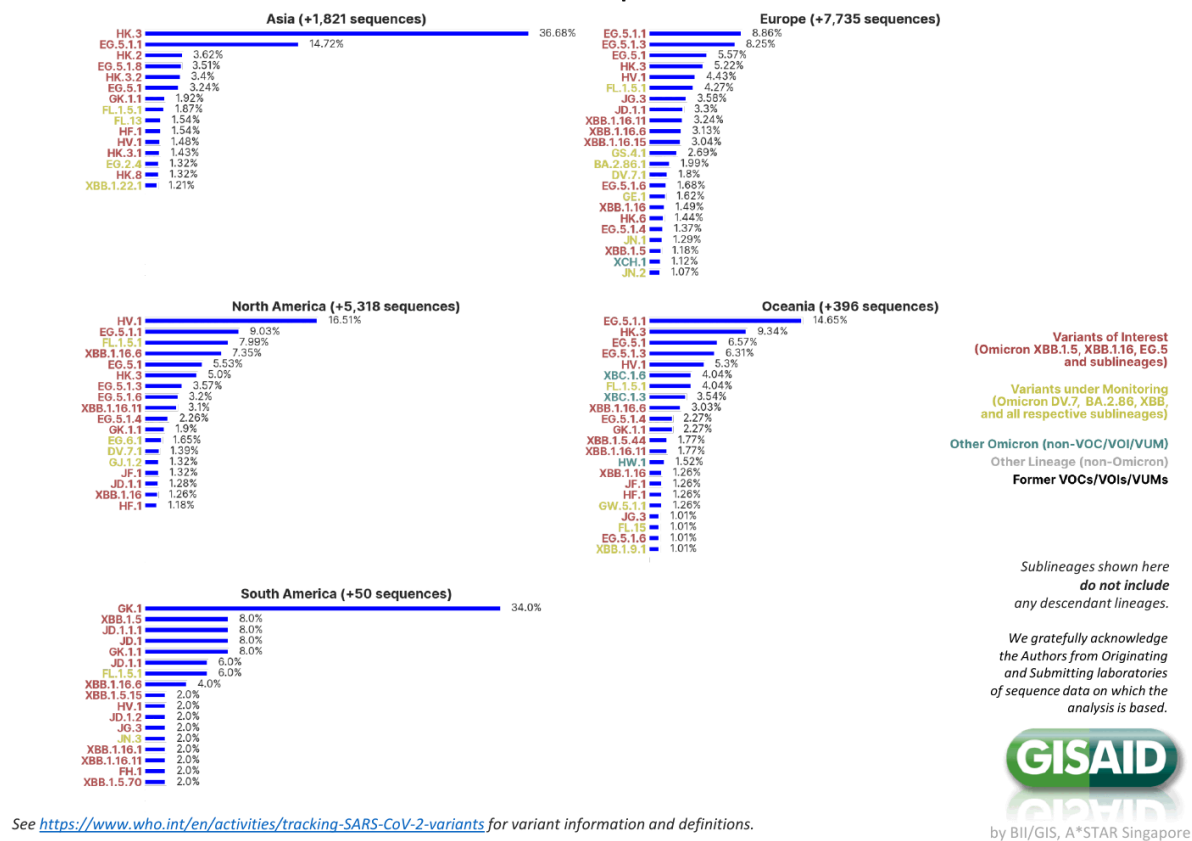 Asia (+1,821 sequences)
HK.3 36.68%
EG.5.1.1 14.72%
HK.2 3.62%
EG.5.1.8 3.51%
HK.3.2 3.4%
EG.5.1 3.24%
GK.1.1 1.92%
FL.1.5.1 1.87%
FL.13 1.54%
HF.1 1.54%
HV.1 1.48%
HK.3.1 1.43%
EG.2.4 1.32%
HK.8 1.32%
XBB.1.22.1 1.21%
Europe (+7,735 sequences)
EG.5.1.1 8.86%
EG.5.1.3 8.25%
EG.5.1 5.57%
HK.3 5.22%
HV.1 4.43%
FL.1.5.1 4.27%
JG.3 3.58%
JD.1.1 3.3%
XBB.1.16.11 3.24%
XBB.1.16.6 3.13%
XBB.1.16.15 3.04%
GS.4.1 2.69%
BA.2.86.1 1.99%
DV.7.1 1.8%
EG.5.1.6 1.68%
GE.1 1.62%
XBB.1.16 1.49%
HK.6 1.44%
EG.5.1.4 1.37%
JN.1 1.29%
XBB.1.5 1.18%
XCH.1 1.12%
JN.2 1.07%
North America (+5,318 sequences)
HV.1 16.51%
EG.5.1.1 9.03%
FL.1.5.1 7.99%
XBB.1.16.6 7.35%
EG.5.1 5.53%
HK.3 5.0%
EG.5.1.3 3.57%
EG.5.1.6 3.2%
XBB.1.16.11 3.1%
EG.5.1.4 2.26%
GK.1.1 1.9%
EG.6.1 1.65%
DV.7.1 1.39%
GJ.1.2 1.32%
JF.1 1.32%
JD.1.1 1.28%
XBB.1.16 1.26%
HF.1 1.18%
Oceania (+396 sequences)
EG.5.1.1 14.65%
HK.3 9.34%
EG.5.1 6.57%
EG.5.1.3 6.31%
HV.1 5.3%
XBC.1.6 4.04%
FL.1.5.1 4.04%
XBC.1.3 3.54%
XBB.1.16.6 3.03%
EG.5.1.4 2.27%
GK.1.1 2.27%
XBB.1.5.44 1.77%
XBB.1.16.11 1.77%
HW.1 1.52%
XBB.1.16 1.26%
JF.1 1.26%
HF.1 1.26%
GW.5.1.1 1.26%
JG.3 1.01%
FL.15 1.01%
EG.5.1.6 1.01%
XBB.1.9.1 1.01%
South America (+50 sequences)
GK.1 34.0%
XBB.1.5 8.0%
JD.1.1.1 8.0%
JD.1 8.0%
GK.1.1 8.0%
JD.1.1 6.0%
FL.1.5.1 6.0%
XBB.1.16.6 4.0%
XBB.1.5.15 2.0%
HV.1 2.0%
JD.1.2 2.0%
JG.3 2.0%
JN.3 2.0%
XBB.1.16.1 2.0%
XBB.1.16.11 2.0%
FH.1 2.0%
XBB.1.5.70 2.0%
Variants of Interest
(Omicron XBB.1.5, XBB.1.16, EG.5
and sublineages)
Variants under Monitoring
(Omicron DV.7, BA.2.86, XBB,
and all respective sublineages)
Other Omicron (non-VOC/VOI/VUM)
Other Lineage (non-Omicron)
Former VOCs/VOIs/VUMs
Sublineages shown here
do not include
any descendant lineages.
We gratefully acknowledge
the Authors from Originating
and Submitting laboratories
of sequence data on which the
analysis is based.
GISAID
See https://www.who.int/en/activities/tracking-SARS-CoV-2-variants for variant information and definitions.
by BII/GIS, A*STAR Singapore